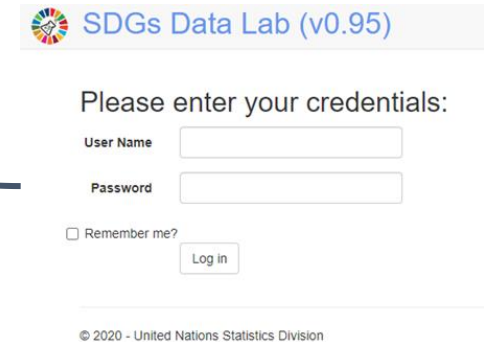 SDGs Data Lab (v0.95)
Please enter your credentials:
User Name
Password
Remember me?
Log in
© 2020 - United Nations Statistics Division